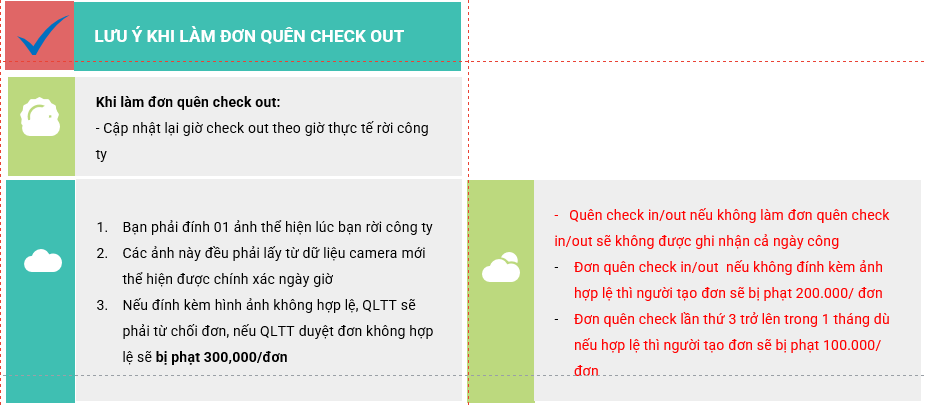 LƯU Ý KHI LÀM ĐƠN QUÊN CHECK OUT
Khi làm đơn quên check out:
- Cập nhật lại giờ check out theo giờ thực tế rời công
ty
1. Bạn phải đính 01 ảnh thể hiện lúc bạn rời công ty
2. Các ảnh này đều phải lấy từ dữ liệu camera mới
thể hiện được chính xác ngày giờ
3. Nếu đính kèm hình ảnh không hợp lệ, QLTT sẽ
phải từ chối đơn, nếu QLTT duyệt đơn không hợp
lệ sẽ bị phạt 300,000/đơn
- Quên check in/out nếu không làm đơn quên check
in/out sẽ không được ghi nhận cả ngày công
- Đơn quên check in/out nếu không đính kèm ảnh
hợp lệ thì người tạo đơn sẽ bị phạt 200.000/ đơn
- Đơn quên check lần thứ 3 trở lên trong 1 tháng dù
nếu hợp lệ thì người tạo đơn sẽ bị phạt 100.000/
đơn